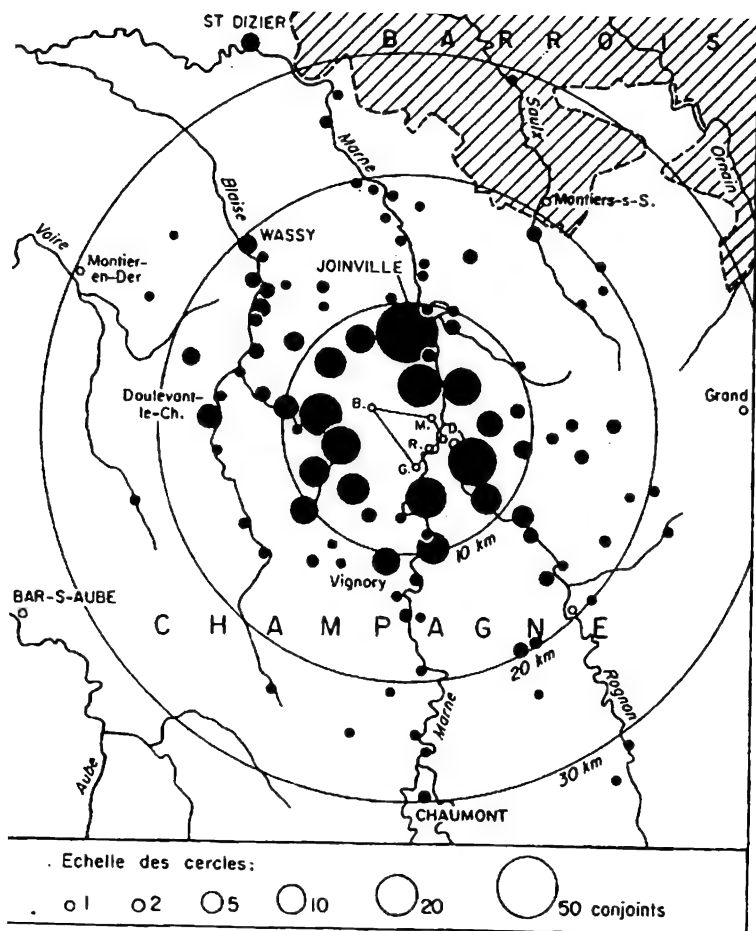 ST DIZIER
B A R R O I S
Saulx
Ornain
Marne
Blaise
Montiers-s-S.
Voire
WASSY
Montier-
en-Der
JOINVILLE
Grand
Doulevant-
le-Ch.
B.
M.
D.
R.
G.
10 km
Vignory
BAR-S-AUBE
C H A M P A G N E
20 km
Rognon
Marne
30 km
Aube
CHAUMONT
Echelle des cercles:
1 2 5 10 20 50 conjoints